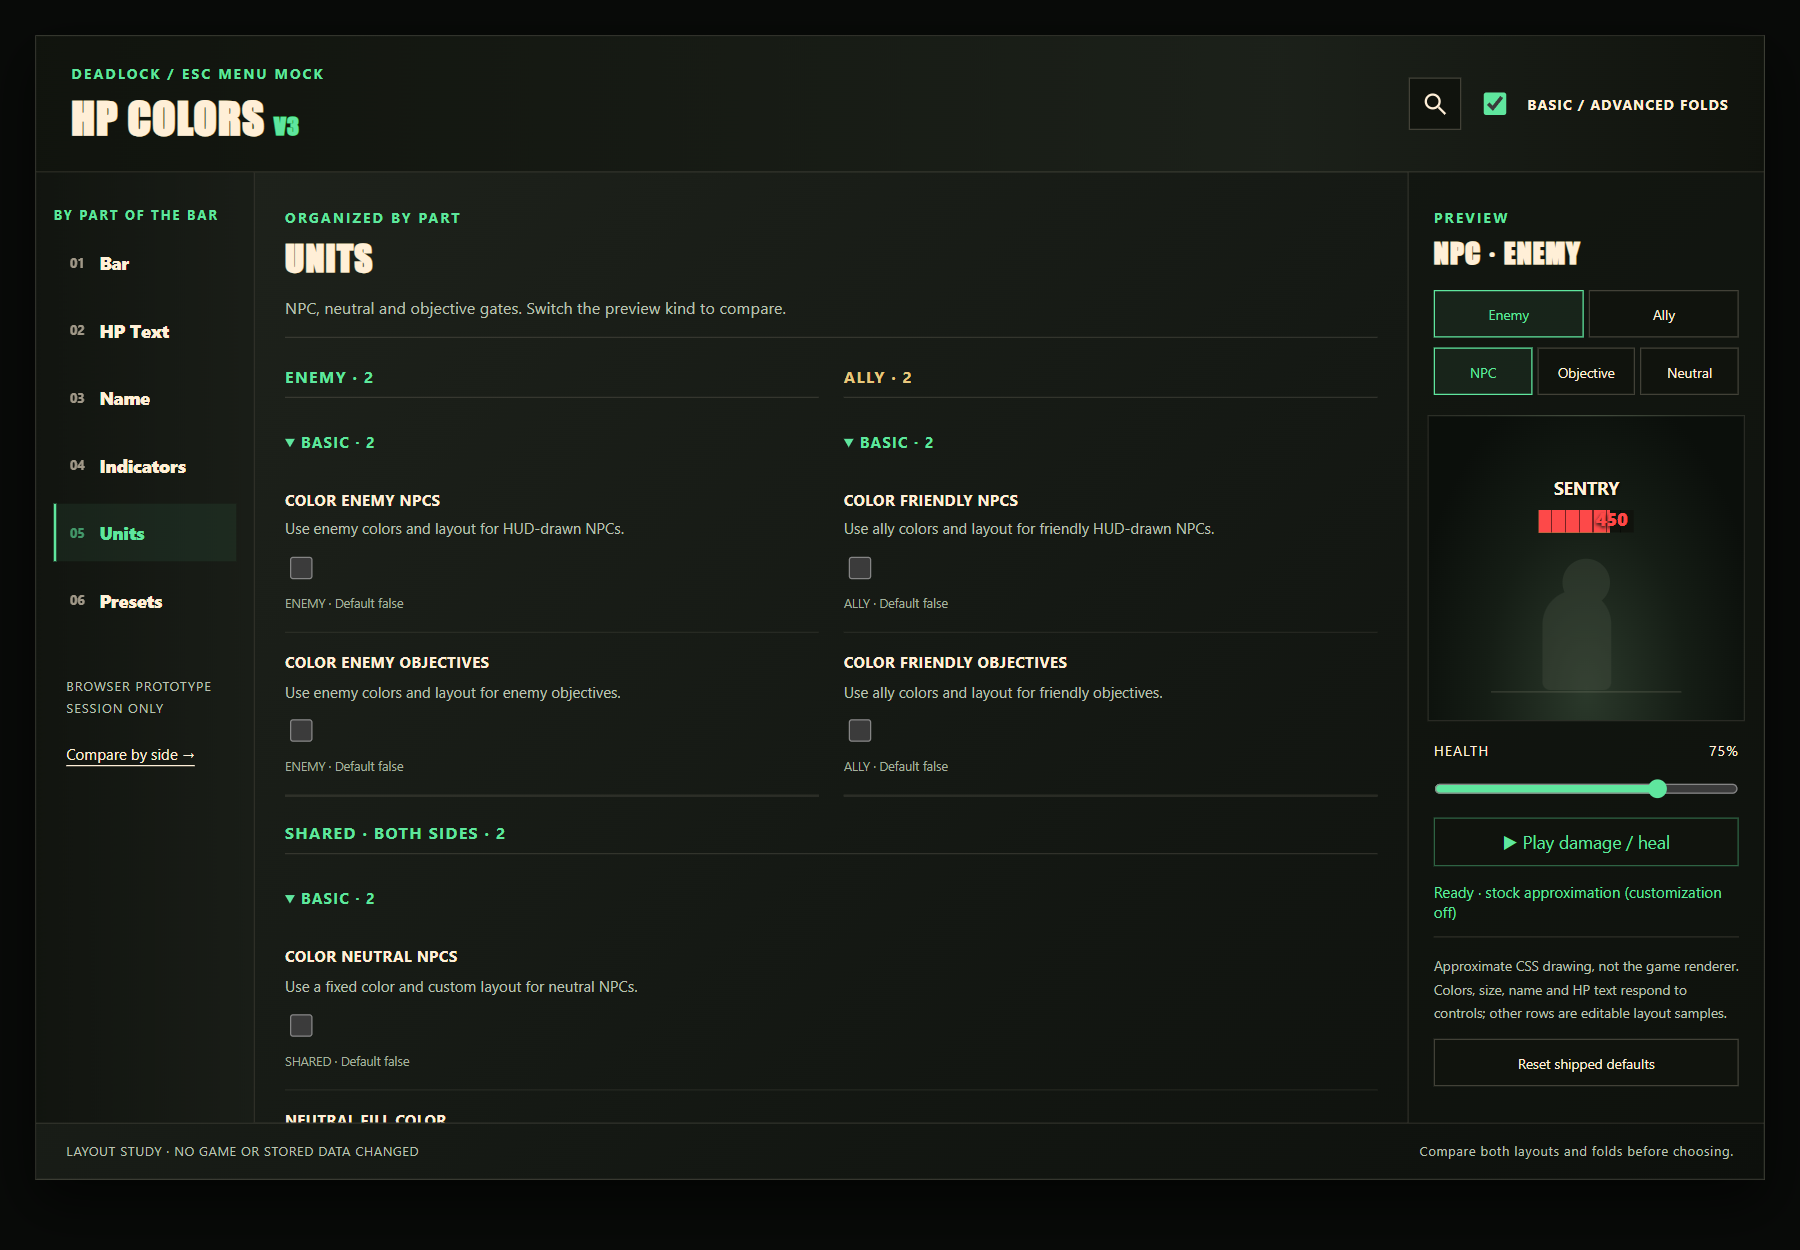 DEADLOCK / ESC MENU MOCK
HP COLORS V3
BASIC / ADVANCED FOLDS
BY PART OF THE BAR
01 Bar
02 HP Text
03 Name
04 Indicators
05 Units
06 Presets
BROWSER PROTOTYPE
SESSION ONLY
Compare by side →
ORGANIZED BY PART
UNITS
NPC, neutral and objective gates. Switch the preview kind to compare.
ENEMY · 2
▼ BASIC · 2
COLOR ENEMY NPCS
Use enemy colors and layout for HUD-drawn NPCs.
ENEMY · Default false
COLOR ENEMY OBJECTIVES
Use enemy colors and layout for enemy objectives.
ENEMY · Default false
ALLY · 2
▼ BASIC · 2
COLOR FRIENDLY NPCS
Use ally colors and layout for friendly HUD-drawn NPCs.
ALLY · Default false
COLOR FRIENDLY OBJECTIVES
Use ally colors and layout for friendly objectives.
ALLY · Default false
SHARED · BOTH SIDES · 2
▼ BASIC · 2
COLOR NEUTRAL NPCS
Use a fixed color and custom layout for neutral NPCs.
SHARED · Default false
NEUTRAL FILL COLOR
PREVIEW
NPC · ENEMY
Enemy
Ally
NPC
Objective
Neutral
SENTRY
450
HEALTH
75%
▶ Play damage / heal
Ready · stock approximation (customization
off)
Approximate CSS drawing, not the game renderer.
Colors, size, name and HP text respond to
controls; other rows are editable layout samples.
Reset shipped defaults
LAYOUT STUDY · NO GAME OR STORED DATA CHANGED
Compare both layouts and folds before choosing.